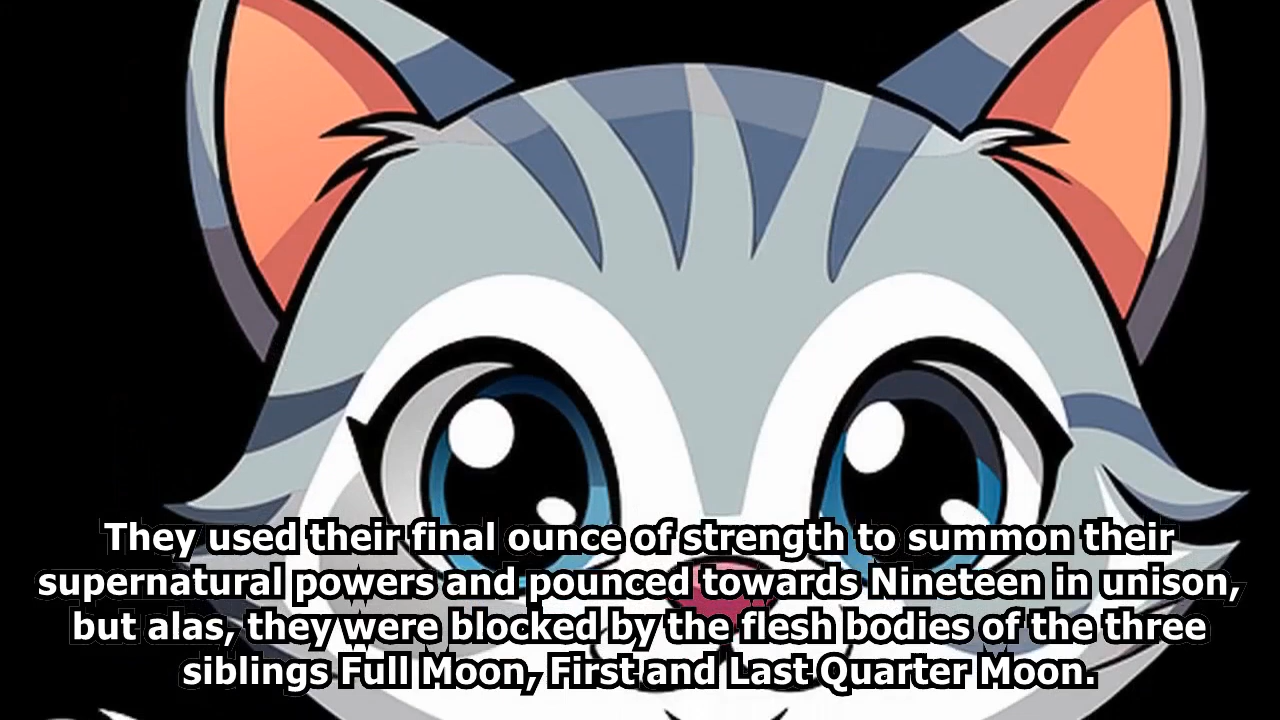 They used their final ounce of strength to summon their
supernatural powers and pounced towards Nineteen in unison,
but alas, they were blocked by the flesh bodies of the three
siblings Full Moon, First and Last Quarter Moon.